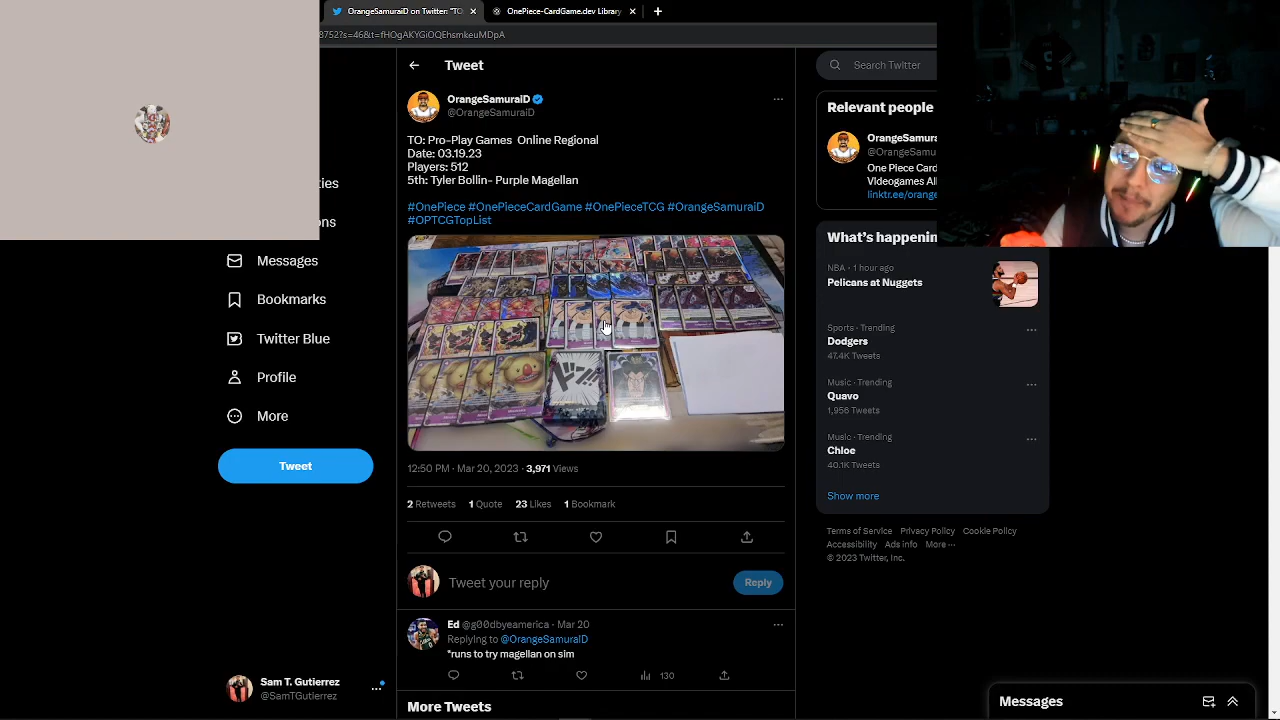 OrangeSamuraiD on Twitter: "TO:
OnePiece-CardGame.dev Library
8752?s=46&t=fHOgAKYGiOQEhsmkeuMDpA
Tweet
OrangeSamuraiD
@OrangeSamuraiD
TO: Pro-Play Games Online Regional
Date: 03.19.23
Players: 512
5th: Tyler Bollin- Purple Magellan
#OnePiece #OnePieceCardGame #OnePieceTCG #OrangeSamuraiD
#OPTCGTopList
12:50 PM · Mar 20, 2023 · 3,971 Views
2 Retweets 1 Quote 23 Likes 1 Bookmark
Tweet your reply
Reply
Ed @g00dbyeamerica · Mar 20
Replying to @OrangeSamuraiD
*runs to try magellan on sim
130
More Tweets
ties
ons
Messages
Bookmarks
Twitter Blue
Profile
More
Tweet
Sam T. Gutierrez
@SamTGutierrez
Search Twitter
Relevant people
OrangeSamura
@OrangeSamu
One Piece Card
Videogames All
linktr.ee/orange
What's happenin
NBA · 1 hour ago
Pelicans at Nuggets
Sports · Trending
Dodgers
47.4K Tweets
Music · Trending
Quavo
1,956 Tweets
Music · Trending
Chloe
40.1K Tweets
Show more
Terms of Service Privacy Policy Cookie Policy
Accessibility Ads info More ···
© 2023 Twitter, Inc.
Messages